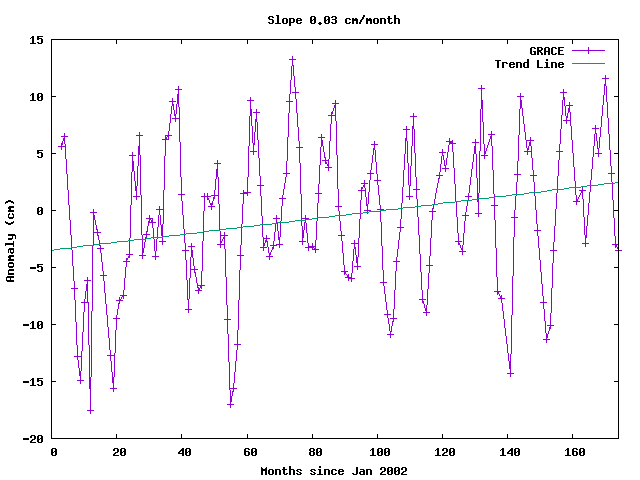 Slope 0.03 cm/month
GRACE
Trend Line
15
10
5
0
-5
-10
-15
-20
Anomaly (cm)
0 20 40 60 80 100 120 140 160
Months since Jan 2002